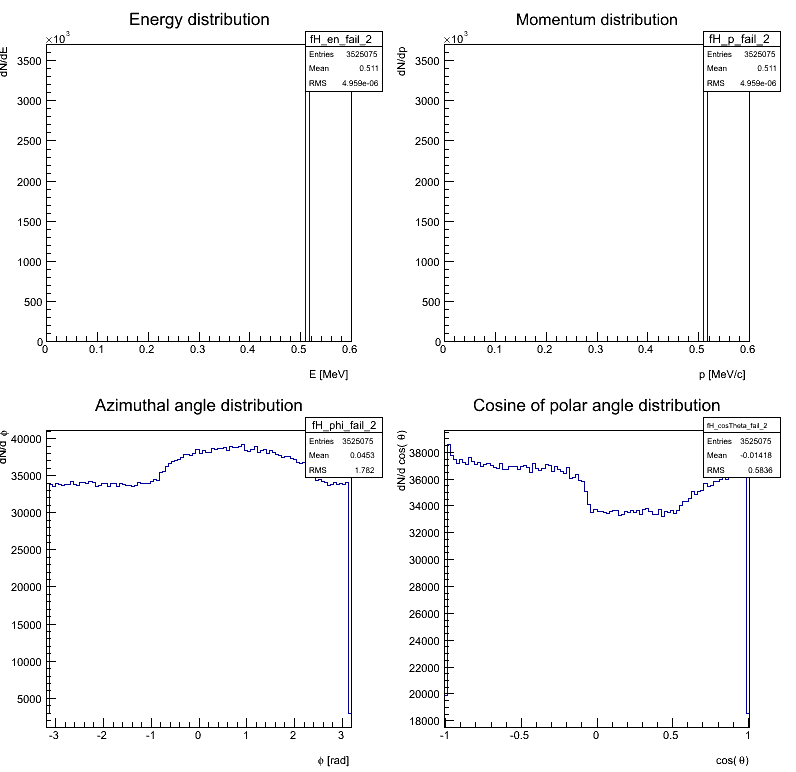 Energy distribution
×10³
fH_en_fail_2
Entries 3525075
Mean 0.511
RMS 4.959e-06
dN/dE
3500
3000
2500
2000
1500
1000
500
0
0 0.1 0.2 0.3 0.4 0.5 0.6
E [MeV]
Momentum distribution
×10³
fH_p_fail_2
Entries 3525075
Mean 0.511
RMS 4.959e-06
dN/dp
3500
3000
2500
2000
1500
1000
500
0
0 0.1 0.2 0.3 0.4 0.5 0.6
p [MeV/c]
Azimuthal angle distribution
fH_phi_fail_2
Entries 3525075
Mean 0.0453
RMS 1.782
dN/d ϕ
40000
35000
30000
25000
20000
15000
10000
5000
-3 -2 -1 0 1 2 3
ϕ [rad]
Cosine of polar angle distribution
fH_cosTheta_fail_2
Entries 3525075
Mean -0.01418
RMS 0.5836
dN/d cos( θ)
38000
36000
34000
32000
30000
28000
26000
24000
22000
20000
18000
-1 -0.5 0 0.5 1
cos( θ)